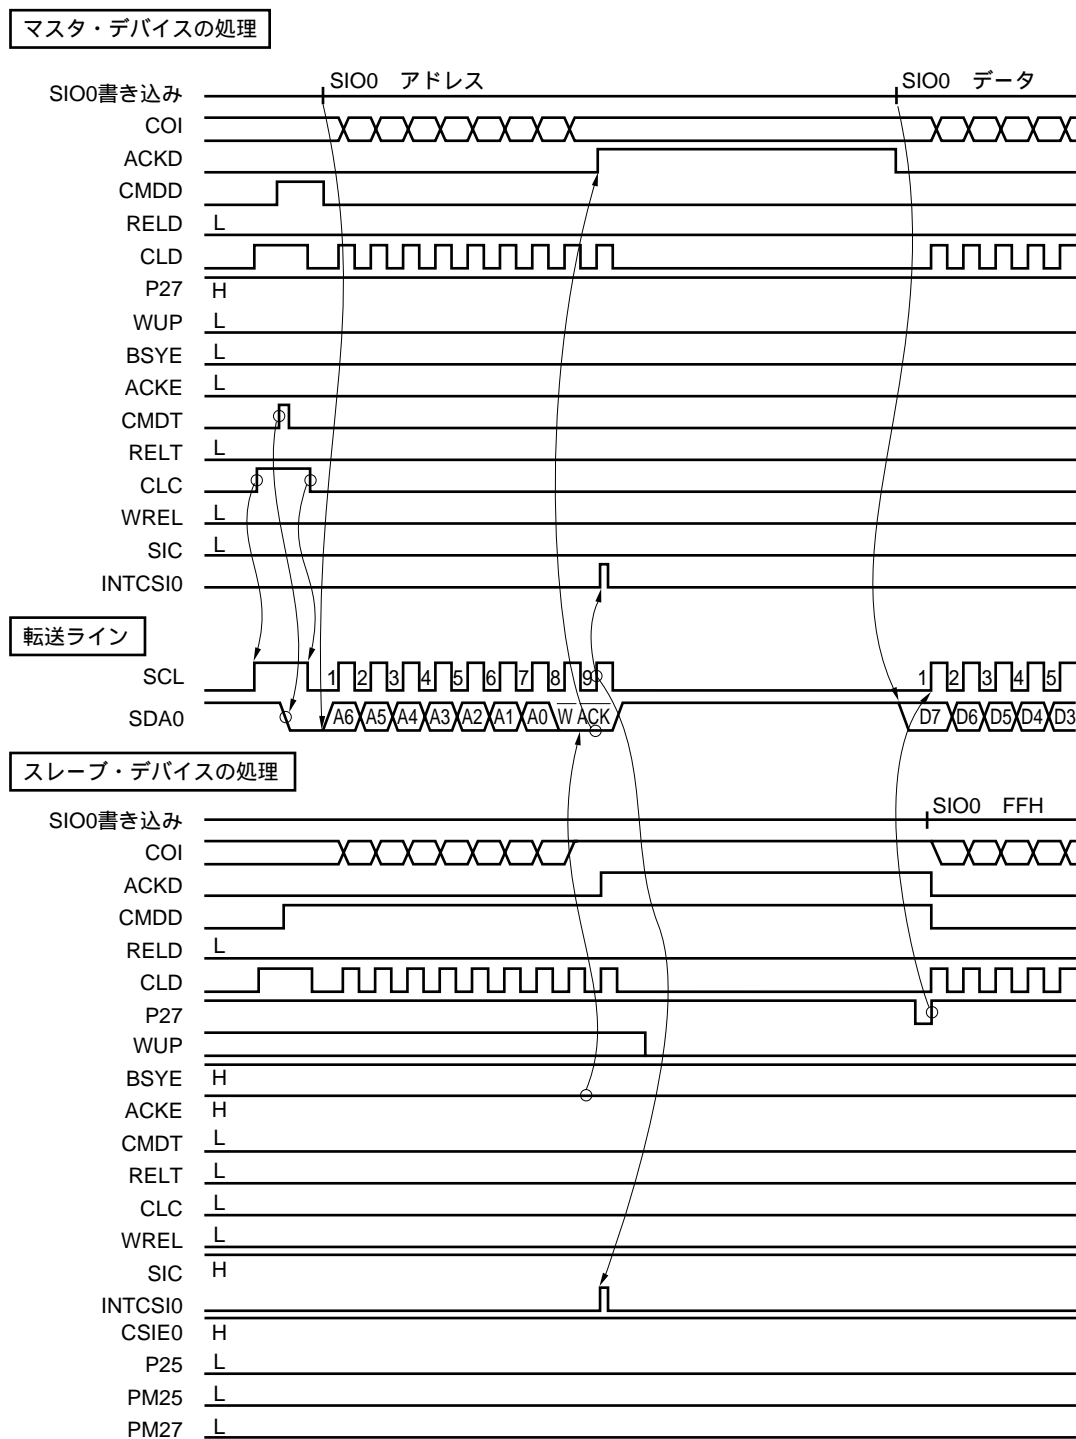 マスタ・デバイスの処理
SIO0書き込み SIO0 アドレス SIO0 データ
COI
ACKD
CMDD
RELD L
CLD
P27 H
WUP L
BSYE L
ACKE L
CMDT
RELT L
CLC
WREL L
SIC L
INTCSI0
転送ライン
SCL 1 2 3 4 5 6 7 8 9 1 2 3 4 5
SDA0 A6 A5 A4 A3 A2 A1 A0 W̅ ACK D7 D6 D5 D4 D3
スレーブ・デバイスの処理
SIO0書き込み SIO0 FFH
COI
ACKD
CMDD
RELD L
CLD
P27
WUP
BSYE H
ACKE H
CMDT L
RELT L
CLC L
WREL L
SIC H
INTCSI0
CSIE0 H
P25 L
PM25 L
PM27 L